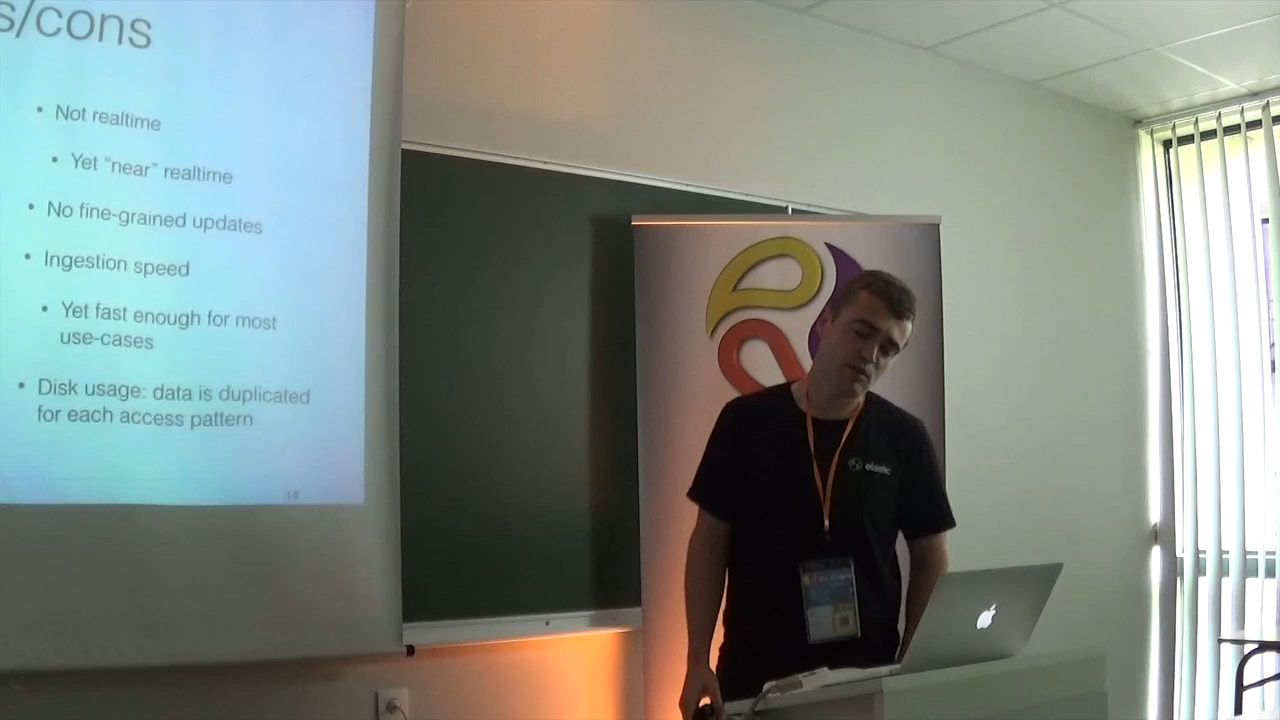 s/cons
• Not realtime
• Yet “near” realtime
• No fine-grained updates
• Ingestion speed
• Yet fast enough for most
use-cases
• Disk usage: data is duplicated
for each access pattern
14
elastic